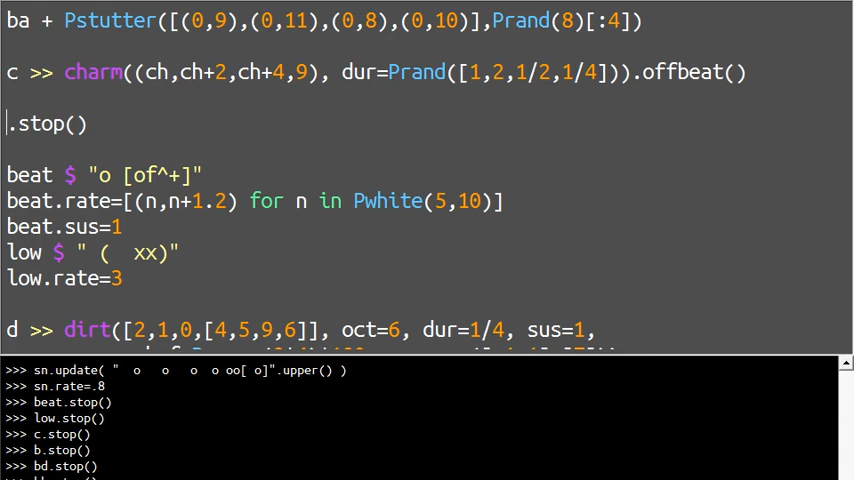 ba + Pstutter([(0,9),(0,11),(0,8),(0,10)],Prand(8)[:4])
c >> charm((ch,ch+2,ch+4,9), dur=Prand([1,2,1/2,1/4])).offbeat()
.stop()
beat $ "o [of^+]"
beat.rate=[(n,n+1.2) for n in Pwhite(5,10)]
beat.sus=1
low $ " (  xx)"
low.rate=3
d >> dirt([2,1,0,[4,5,9,6]], oct=6, dur=1/4, sus=1,
>>> sn.update( "  o   o   o  o oo[ o]".upper() )
>>> sn.rate=.8
>>> beat.stop()
>>> low.stop()
>>> c.stop()
>>> b.stop()
>>> bd.stop()